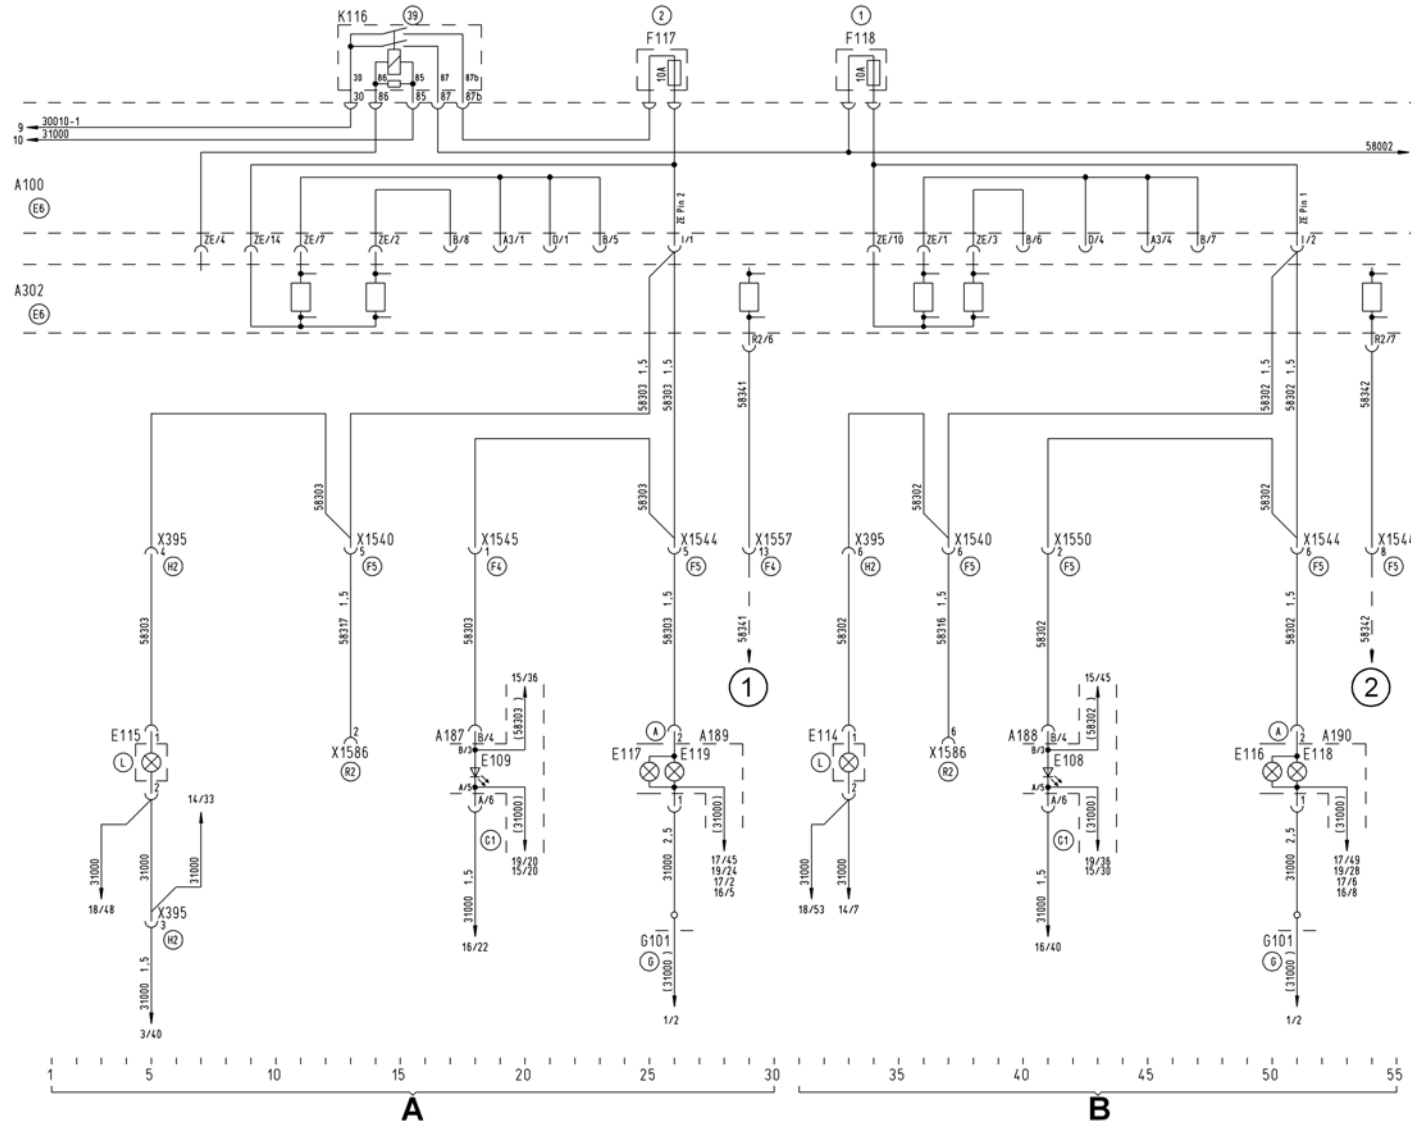 K116 39 2 1
F117 F118
10A 10A
30 86 85 87 87b
30 86 85 87 87b
9 30010-1
10 31000
58002
A100
E6
ZE Pin 2 ZE Pin 1
ZE/4 ZE/14 ZE/7 ZE/2 B/8 A3/1 D/1 B/5 1/1 ZE/10 ZE/1 ZE/3 B/6 D/4 A3/4 B/7 1/2
A302
E6
R2/6 R2/7
58303 1,5 58303 1,5 58341 58302 1,5 58302 1,5 58342
58303 58303 58302 58302
X395 X1540 X1545 X1544 X1557 X395 X1540 X1550 X1544 X1544
4 5 1 5 13 6 6 2 6 8
H2 F5 F4 F5 F4 H2 F5 F5 F5 F5
58303 58317 1,5 58303 58303 1,5 58341 58302 58316 1,5 58302 58302 1,5 58342
1 2
15/36 15/45
(58303) (58302)
E115 1 2 A187 B/4 A 2 A189 E114 1 6 A188 B/4 A 2 A190
X1586 B/3 E109 E117 E119 X1586 B/3 E108 E116 E118
L R2 L R2
2 A/5 A/6 1 2 A/5 A/6 1
14/33
(31000) (31000) (31000) (31000)
C1 C1
31000 31000 31000 31000 1,5 31000 2,5 31000 31000 31000 1,5 31000 2,5
19/20 17/45 19/36 17/49
15/20 19/24 15/30 19/28
17/2 17/6
16/5 16/8
18/48 18/53 14/7
X395
3
H2
16/22 G101 16/40 G101
G G
31000 1,5 (31000) (31000)
3/40 1/2 1/2
1 5 10 15 20 25 30 35 40 45 50 55
A B